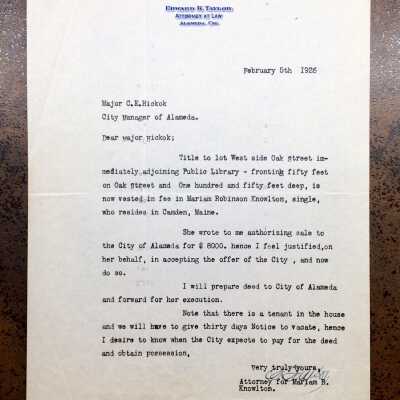 EDWARD K. TAYLOR
ATTORNEY AT LAW
ALAMEDA, CAL.
February 5th 1926
Major C.E.Hickok
City Manager of Alameda.
Dear major Hickok;
Title to lot West side Oak Street im-
mediately adjoining Public Library - fronting fifty feet
on Oak Street and One hundred and fifty feet deep, is
now vested in fee in Mariam Robinson Knowlton, single,
who resides in Camden, Maine.
She wrote to me authorizing sale to
the City of Alameda for $ 8000. hence I feel justified,on
her behalf, in accepting the offer of the City , and now
do so.
I will prepare deed to City of Alameda
and forward for her execution.
Note that there is a tenant in the house
and we will have to give thirty days Notice to vacate, hence
I desire to know when the City expects to pay for the deed
and obtain possession,
very truly yours,
Attorney for Mariam R.
Knowlton.